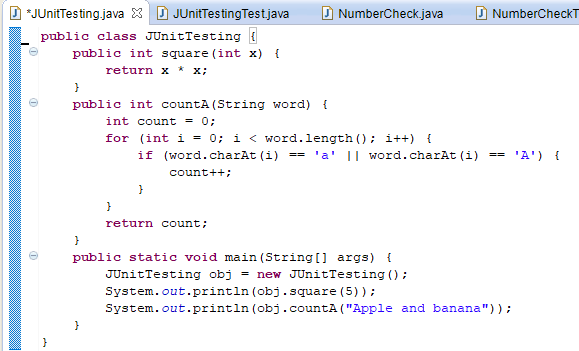 *JUnitTesting.java JUnitTestingTest.java NumberCheck.java NumberCheckT
public class JUnitTesting {
    public int square(int x) {
        return x * x;
    }
    public int countA(String word) {
        int count = 0;
        for (int i = 0; i < word.length(); i++) {
            if (word.charAt(i) == 'a' || word.charAt(i) == 'A') {
                count++;
            }
        }
        return count;
    }
    public static void main(String[] args) {
        JUnitTesting obj = new JUnitTesting();
        System.out.println(obj.square(5));
        System.out.println(obj.countA("Apple and banana"));
    }
}